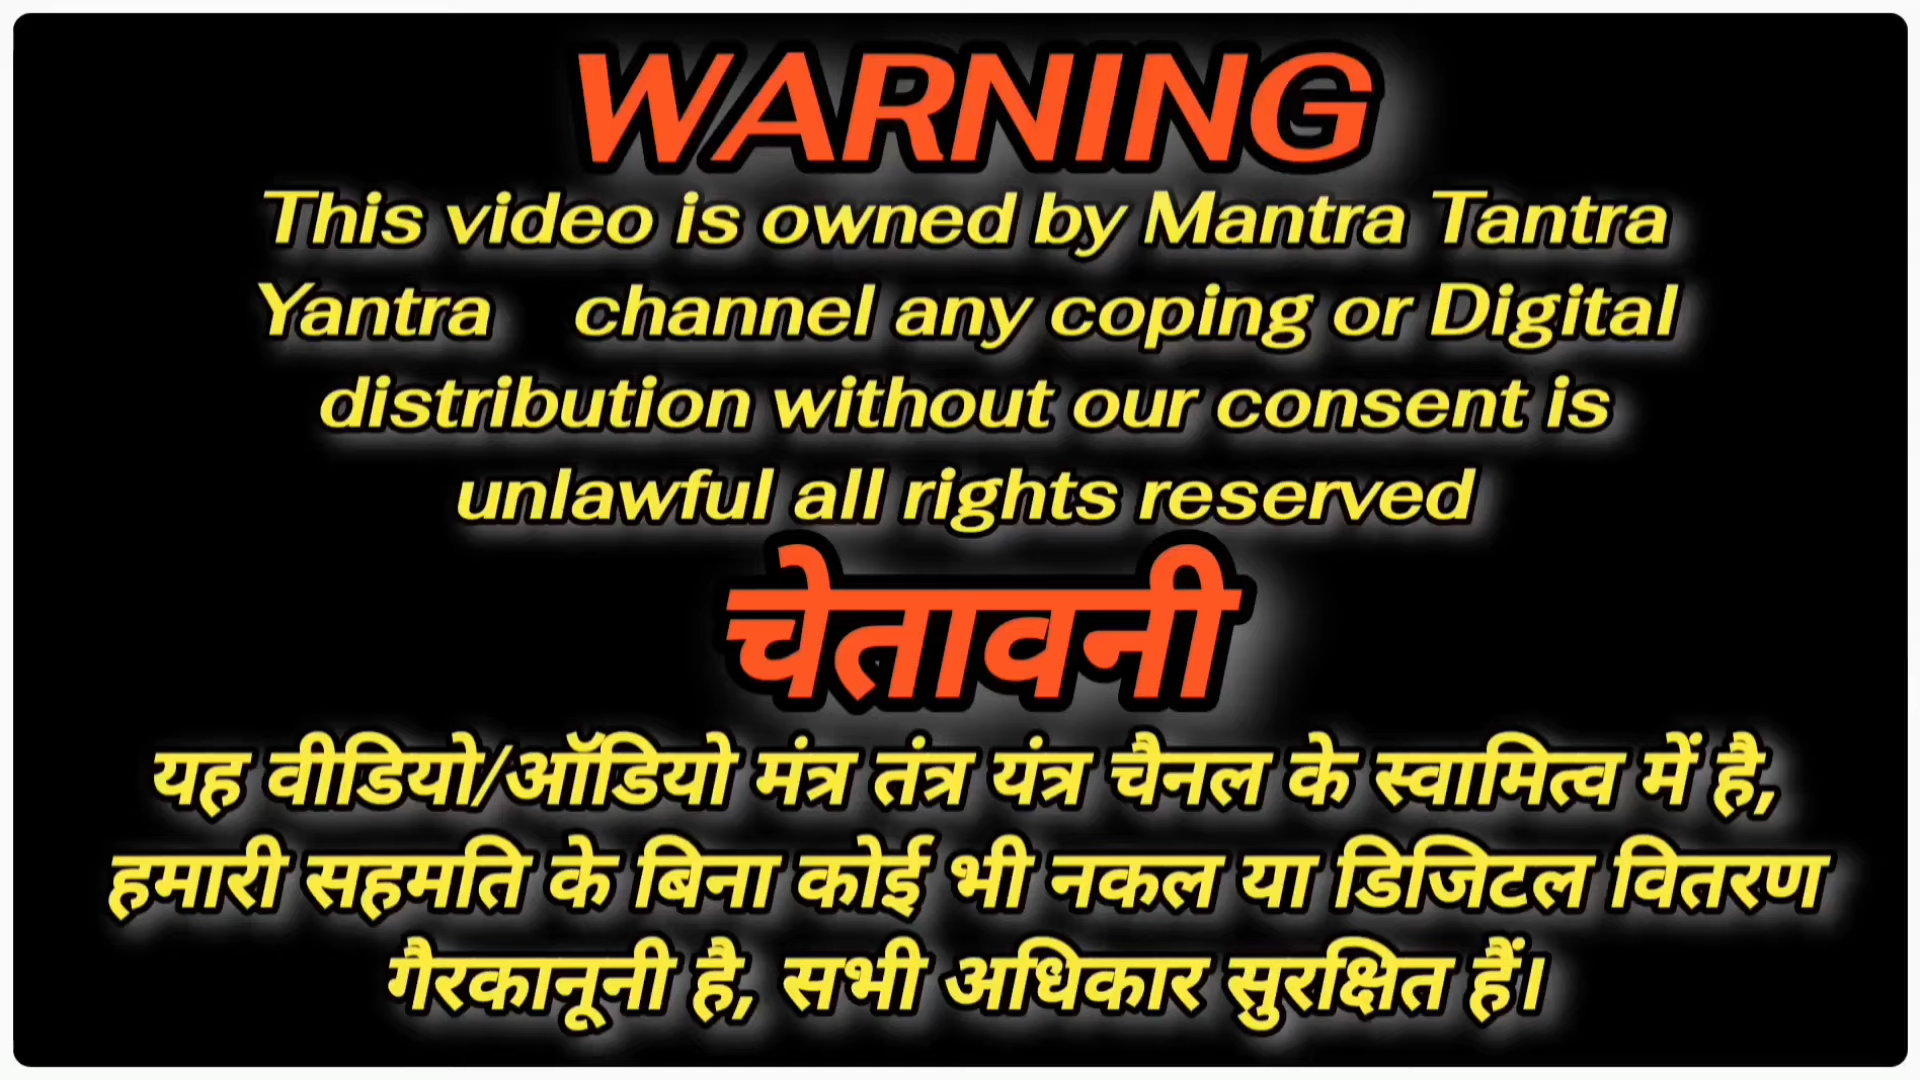 WARNING
This video is owned by Mantra Tantra
Yantra channel any coping or Digital
distribution without our consent is
unlawful all rights reserved
चेतावनी
यह वीडियो/ऑडियो मंत्र तंत्र यंत्र चैनल के स्वामित्व में है,
हमारी सहमति के बिना कोई भी नकल या डिजिटल वितरण
गैरकानूनी है, सभी अधिकार सुरक्षित हैं।